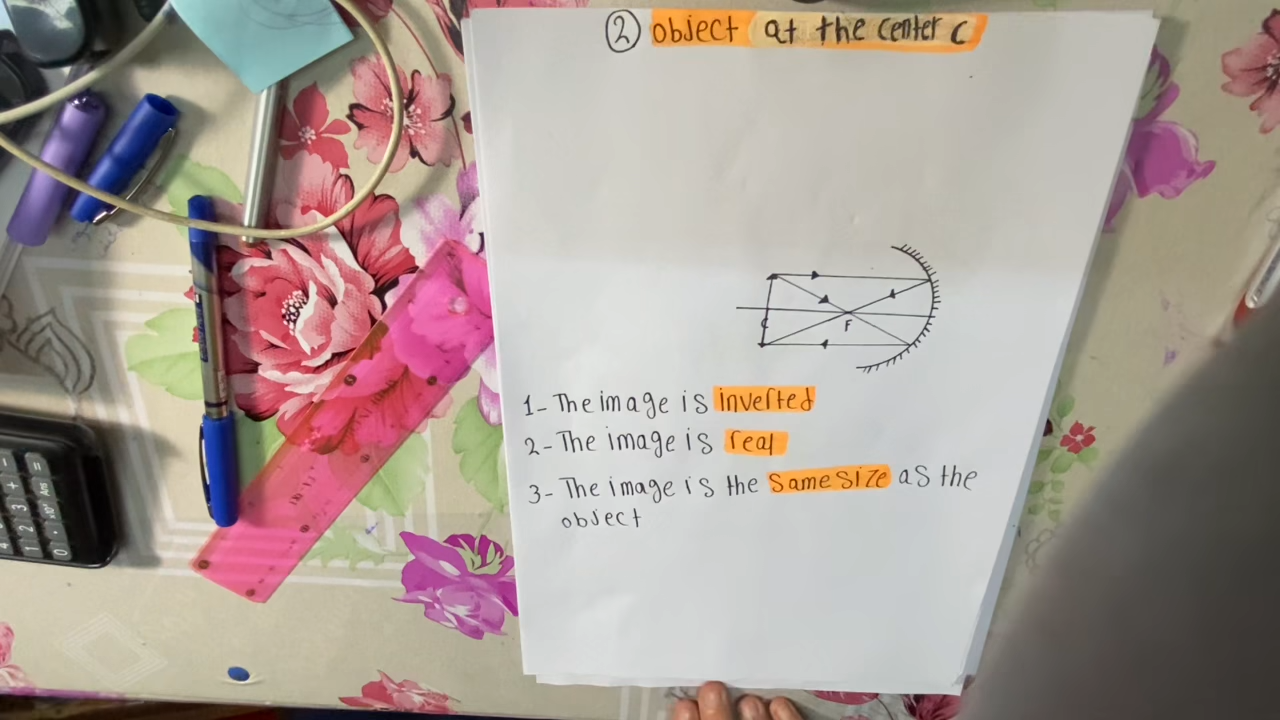 ② object at the center c
C
F
1- The image is inverted
2- The image is real
3- The image is the same size as the
object